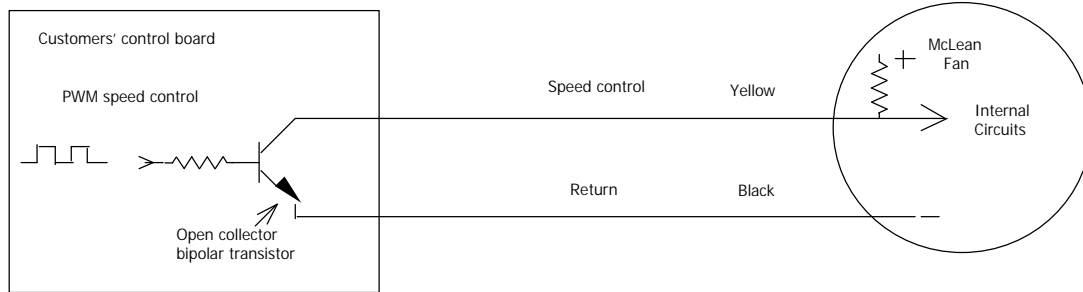 Customers' control board
PWM speed control
Open collector
bipolar transistor
Speed control
Yellow
Return
Black
McLean
Fan
Internal
Circuits